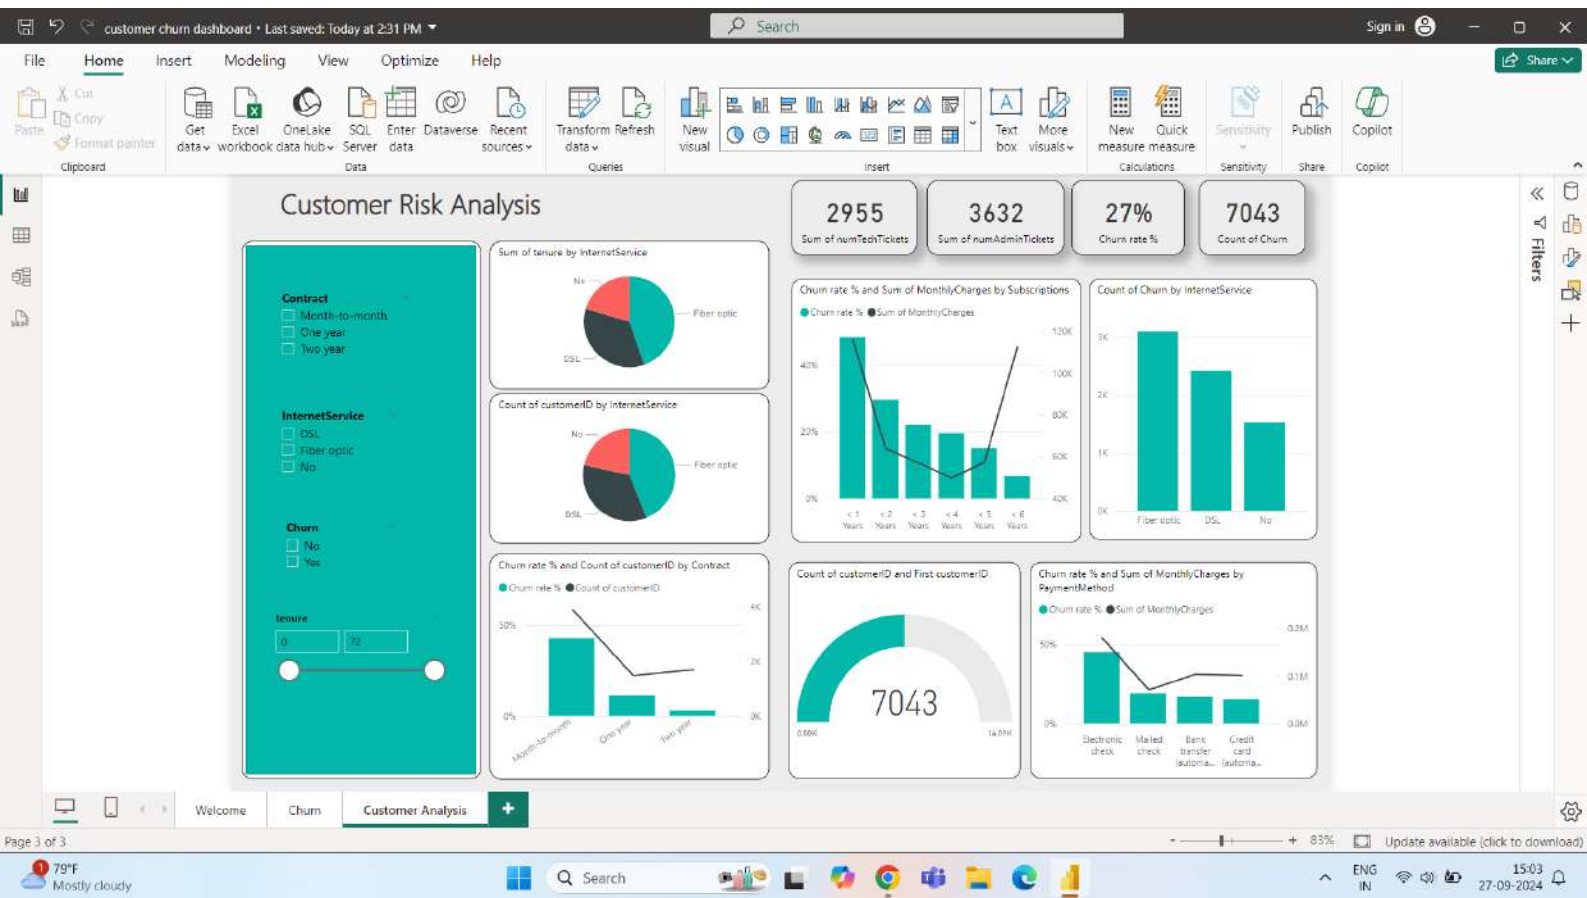 customer churn dashboard • Last saved: Today at 2:31 PM
Search
Sign in
File Home Insert Modeling View Optimize Help
Share
Paste
Cut
Copy
Format painter
Clipboard
Get data
Excel workbook
OneLake data hub
SQL Server
Enter data
Dataverse
Recent sources
Data
Transform data
Refresh
Queries
New visual
Text box
More visuals
Insert
New measure
Quick measure
Calculations
Sensitivity
Sensitivity
Publish
Share
Copilot
Copilot
Customer Risk Analysis
2955
Sum of numTechTickets
3632
Sum of numAdminTickets
27%
Churn rate %
7043
Count of Churn
Filters
Contract
Month-to-month
One year
Two year
InternetService
DSL
Fiber optic
No
Churn
No
Yes
tenure
0 72
Sum of tenure by InternetService
No
Fiber optic
DSL
Count of customerID by InternetService
No
Fiber optic
DSL
Churn rate % and Count of customerID by Contract
Churn rate % Count of customerID
4K
50%
2K
0% 0K
Month-to-month One year Two year
Churn rate % and Sum of MonthlyCharges by Subscriptions
Churn rate % Sum of MonthlyCharges
120K
40%
100K
80K
20%
60K
0% 40K
< 1 < 2 < 3 < 4 < 5 < 6
Years Years Years Years Years Years
Count of Churn by InternetService
3K
2K
1K
0K
Fiber optic DSL No
Count of customerID and First customerID
7043
0.00K 14.09K
Churn rate % and Sum of MonthlyCharges by
PaymentMethod
Churn rate % Sum of MonthlyCharges
0.2M
50%
0.1M
0% 0.0M
Electronic check
Mailed check
Bank transfer (automa...
Credit card (automa...
Welcome Churn Customer Analysis
Page 3 of 3
83%
Update available (click to download)
1
79°F
Mostly cloudy
Search
ENG
IN
15:03
27-09-2024